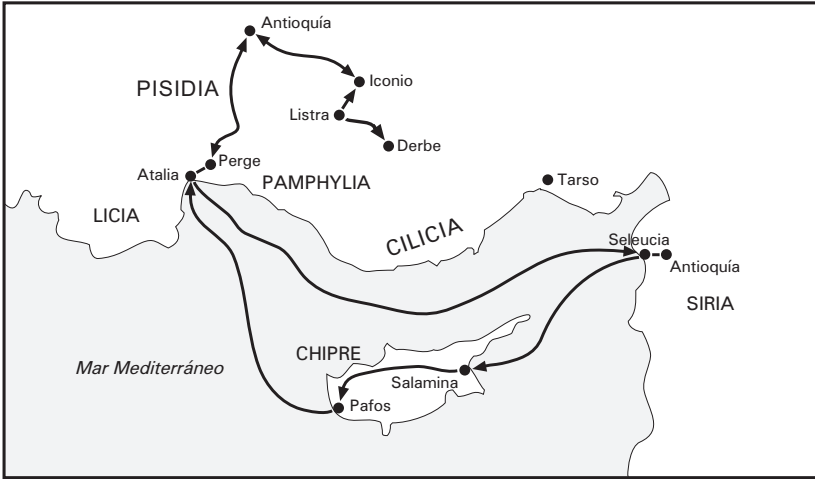 Antioquía
PISIDIA
Iconio
Listra
Derbe
Perge
Atalia
PAMPHYLIA
Tarso
LICIA
CILICIA
Seleucia
Antioquía
SIRIA
CHIPRE
Mar Mediterráneo
Salamina
Pafos